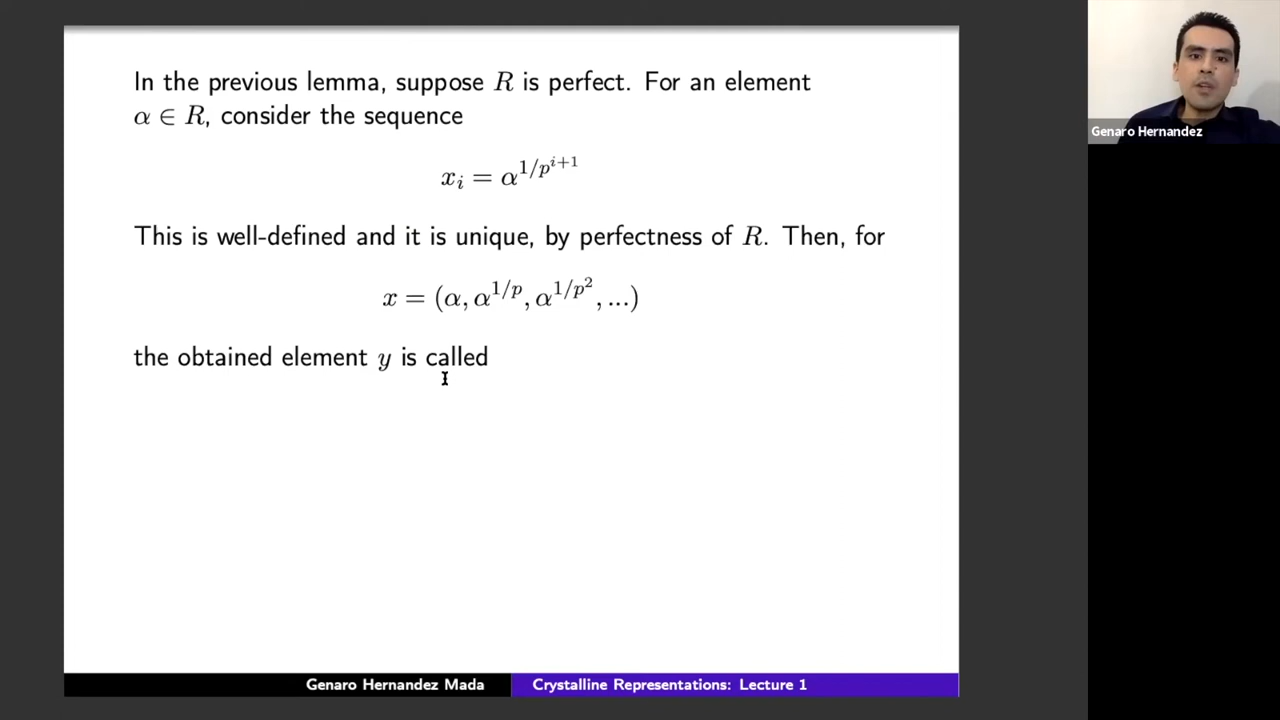 In the previous lemma, suppose R is perfect. For an element
α ∈ R, consider the sequence
x_i = α^{1/p^{i+1}}
This is well-defined and it is unique, by perfectness of R. Then, for
x = (α, α^{1/p}, α^{1/p^2}, ...)
the obtained element y is called
Genaro Hernandez Mada
Crystalline Representations: Lecture 1
Genaro Hernandez